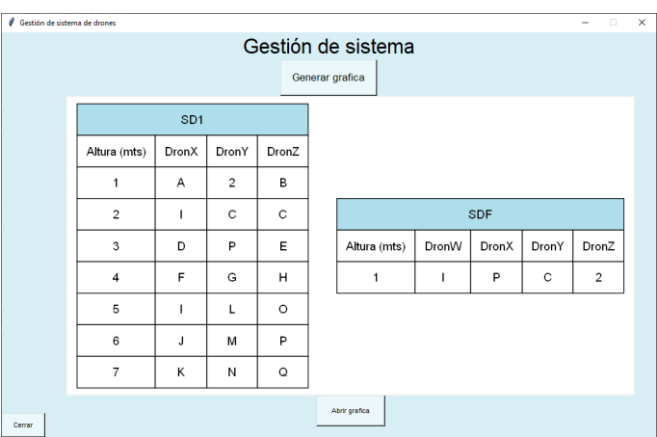 Gestión de sistema de drones
Gestión de sistema
Generar grafica
SD1
Altura (mts) DronX DronY DronZ
1 A 2 B
2 I C C
3 D P E
4 F G H
5 I L O
6 J M P
7 K N Q
SDF
Altura (mts) DronW DronX DronY DronZ
1 I P C 2
Abrir grafica
Cerrar